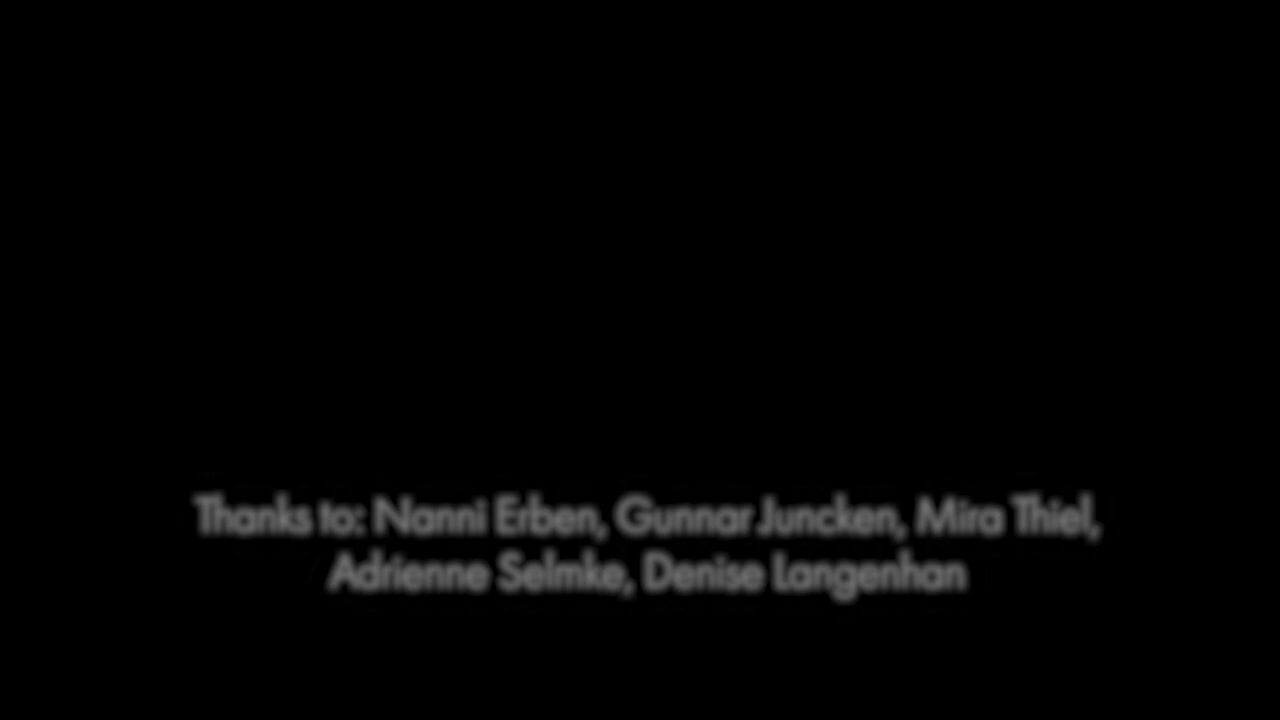 Thanks to: Nanni Erben, Gunnar Juncken, Mira Thiel,
Adrienne Selmke, Denise Langenhan